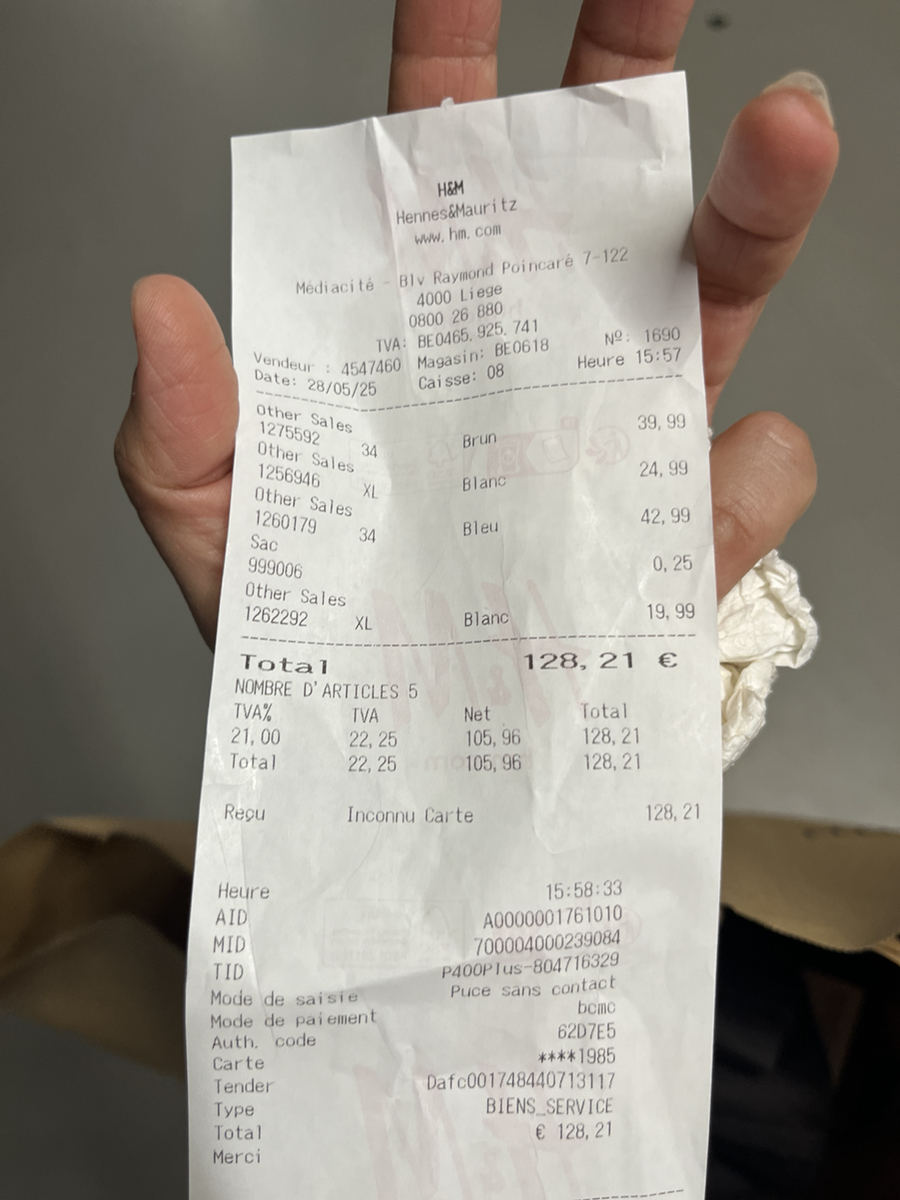 H&M
Hennes&Mauritz
www.hm.com
Médiacité - Blv Raymond Poincaré 7-122
4000 Liege
0800 26 880
TVA: BE0465.925.741
Vendeur : 4547460 Magasin: BE0618 Nº: 1690
Date: 28/05/25 Caisse: 08 Heure 15:57
Other Sales
1275592 34 Brun 39,99
Other Sales
1256946 XL Blanc 24,99
Other Sales
1260179 34 Bleu 42,99
Sac
999006 0,25
Other Sales
1262292 XL Blanc 19,99
Total 128,21 €
NOMBRE D'ARTICLES 5
TVA% TVA Net Total
21,00 22,25 105,96 128,21
Total 22,25 105,96 128,21
Reçu Inconnu Carte 128,21
Heure 15:58:33
AID A0000001761010
MID 700004000239084
TID P400Plus-804716329
Mode de saisie Puce sans contact
Mode de paiement bcmc
Auth. code 62D7E5
Carte ****1985
Tender Dafc001748440713117
Type BIENS_SERVICE
Total € 128,21
Merci